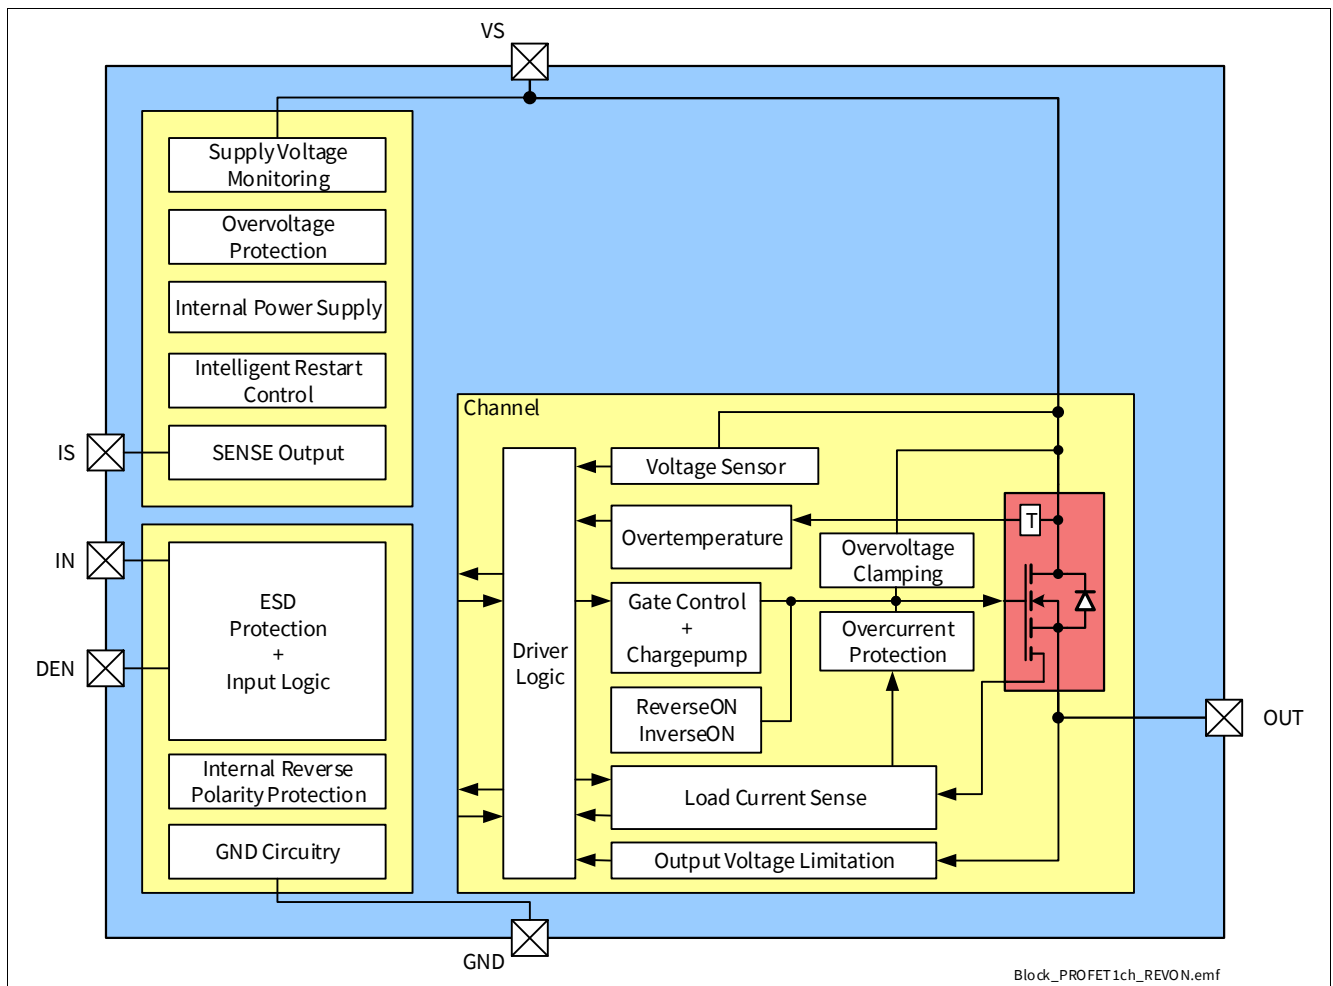 VS
Supply Voltage
Monitoring
Overvoltage
Protection
Internal Power Supply
Intelligent Restart
Control
IS
SENSE Output
IN
DEN
ESD
Protection
+
Input Logic
Internal Reverse
Polarity Protection
GND Circuitry
GND
Channel
Driver
Logic
Voltage Sensor
Overtemperature
T
Overvoltage
Clamping
Gate Control
+
Chargepump
Overcurrent
Protection
ReverseON
InverseON
Load Current Sense
Output Voltage Limitation
OUT
Block_PROFET1ch_REVON.emf